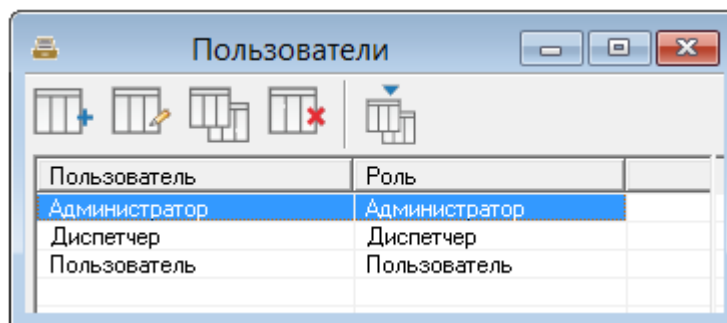 Пользователи
Пользователь Роль
Администратор Администратор
Диспетчер Диспетчер
Пользователь Пользователь